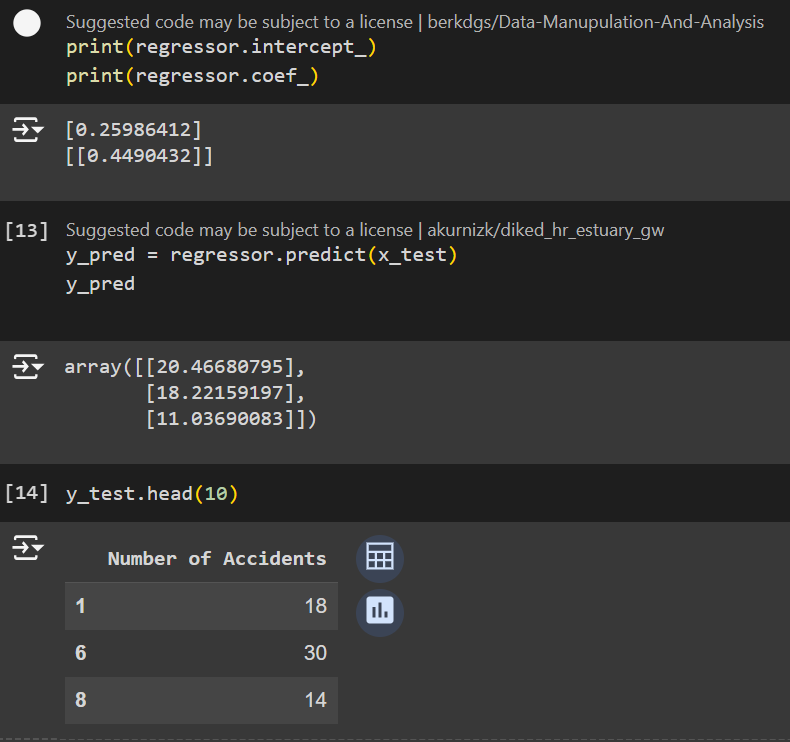 Suggested code may be subject to a license | berkdgs/Data-Manupulation-And-Analysis
print(regressor.intercept_)
print(regressor.coef_)
[0.25986412]
[[0.4490432]]
[13] Suggested code may be subject to a license | akurnizk/diked_hr_estuary_gw
y_pred = regressor.predict(x_test)
y_pred
array([[20.46680795],
[18.22159197],
[11.03690083]])
[14] y_test.head(10)
Number of Accidents
1 18
6 30
8 14